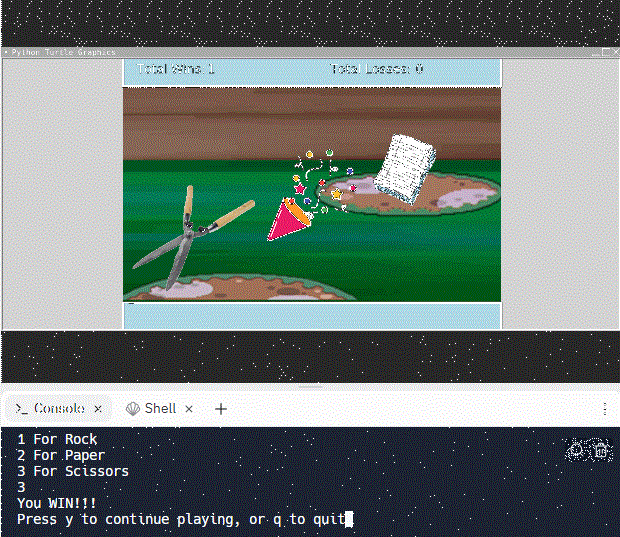 Python Turtle Graphics
Total Wins: 1 Total Losses: 0
Console Shell
1 For Rock
2 For Paper
3 For Scissors
3
You WIN!!!
Press y to continue playing, or q to quit